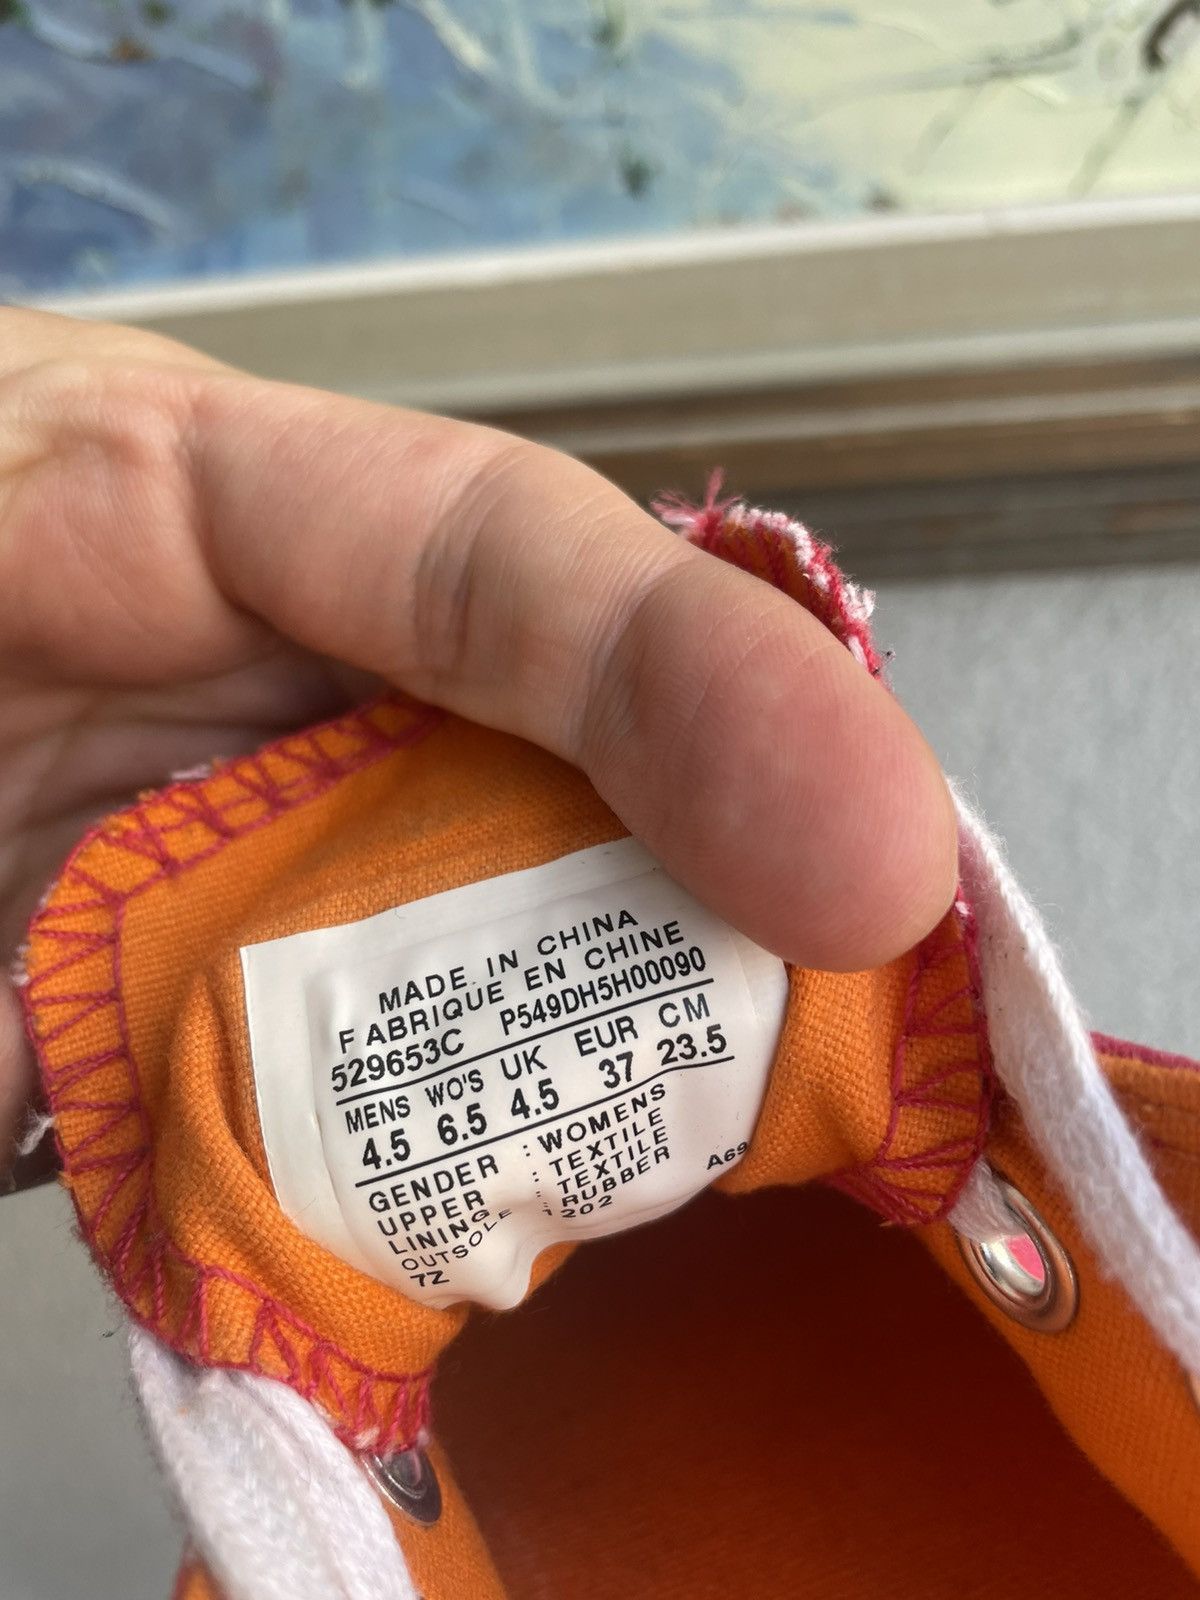 MADE IN CHINA
FABRIQUE EN CHINE
529653C P549DH5H00090
MENS WO'S UK EUR CM
4.5 6.5 4.5 37 23.5
GENDER : WOMENS
UPPER : TEXTILE
LINING : TEXTILE
OUTSOLE : RUBBER
7Z 1202 A69